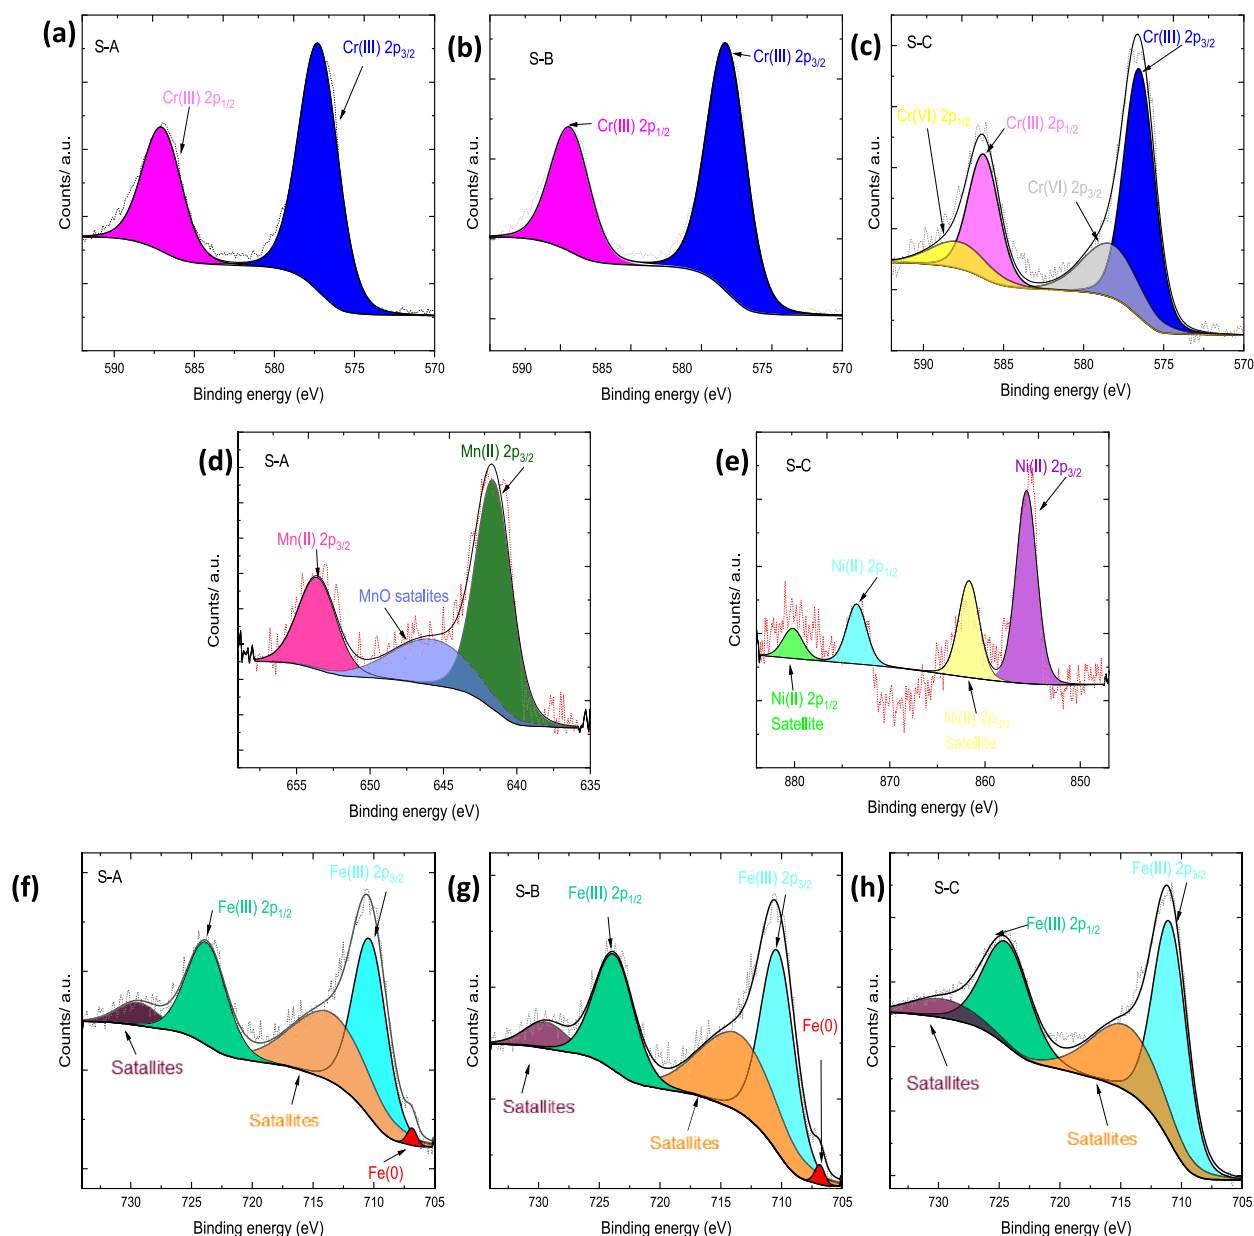 (a)
S-A
Cr(III) 2p3/2
Cr(III) 2p1/2
Counts/ a.u.
590 585 580 575 570
Binding energy (eV)
(b)
S-B
Cr(III) 2p3/2
Cr(III) 2p1/2
Counts/ a.u.
590 585 580 575 570
Binding energy (eV)
(c)
S-C
Cr(III) 2p3/2
Cr(VI) 2p1/2
Cr(III) 2p1/2
Cr(VI) 2p3/2
Counts/ a.u.
590 585 580 575 570
Binding energy (eV)
(d)
S-A
Mn(II) 2p3/2
Mn(II) 2p3/2
MnO satalites
Counts/ a.u.
655 650 645 640 635
Binding energy (eV)
(e)
S-C
Ni(II) 2p3/2
Ni(II) 2p1/2
Ni(II) 2p1/2
Satellite
Ni(II) 2p3/2
Satellite
Counts/ a.u.
880 870 860 850
Binding energy (eV)
(f)
S-A
Fe(III) 2p3/2
Fe(III) 2p1/2
Satallites
Satallites
Fe(0)
Counts/ a.u.
730 725 720 715 710 705
Binding energy (eV)
(g)
S-B
Fe(III) 2p3/2
Fe(III) 2p1/2
Fe(0)
Satallites
Satallites
Counts/ a.u.
730 725 720 715 710 705
Binding energy (eV)
(h)
S-C
Fe(III) 2p3/2
Fe(III) 2p1/2
Satallites
Satallites
Counts/ a.u.
730 725 720 715 710 705
Binding energy (eV)